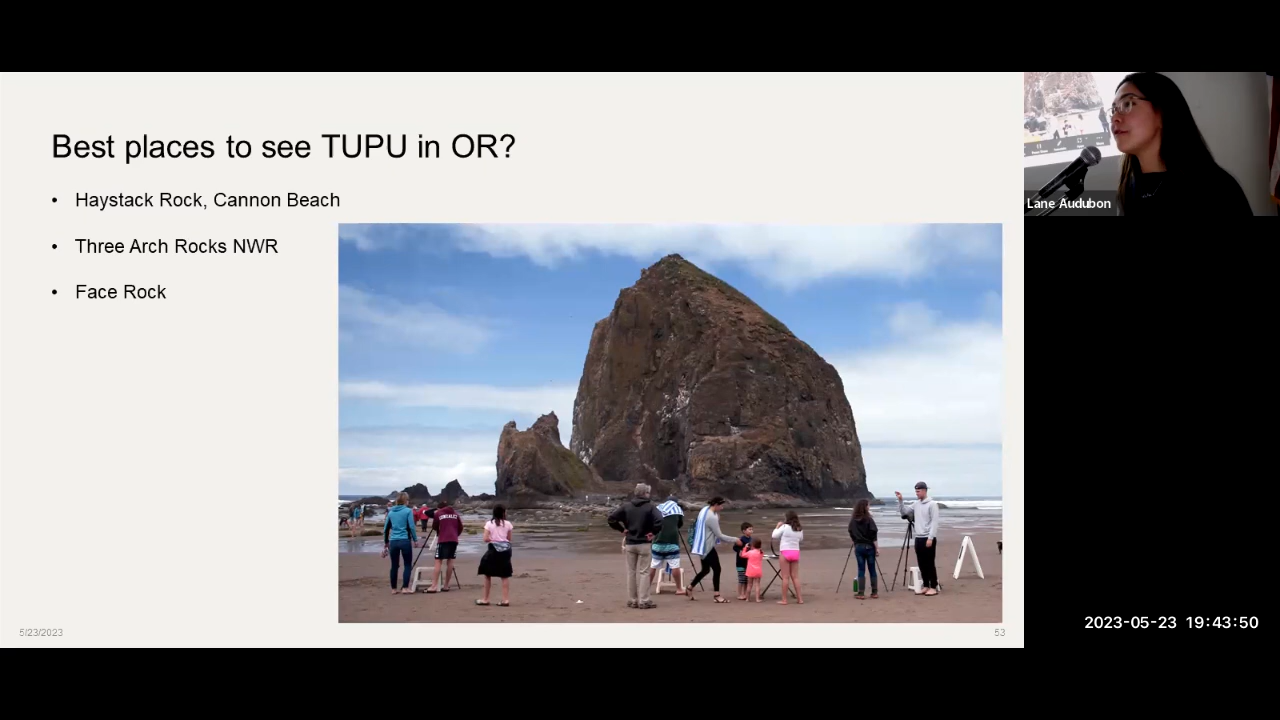 Best places to see TUPU in OR?
• Haystack Rock, Cannon Beach
• Three Arch Rocks NWR
• Face Rock
5/23/2023
53
Lane Audubon
2023-05-23 19:43:50